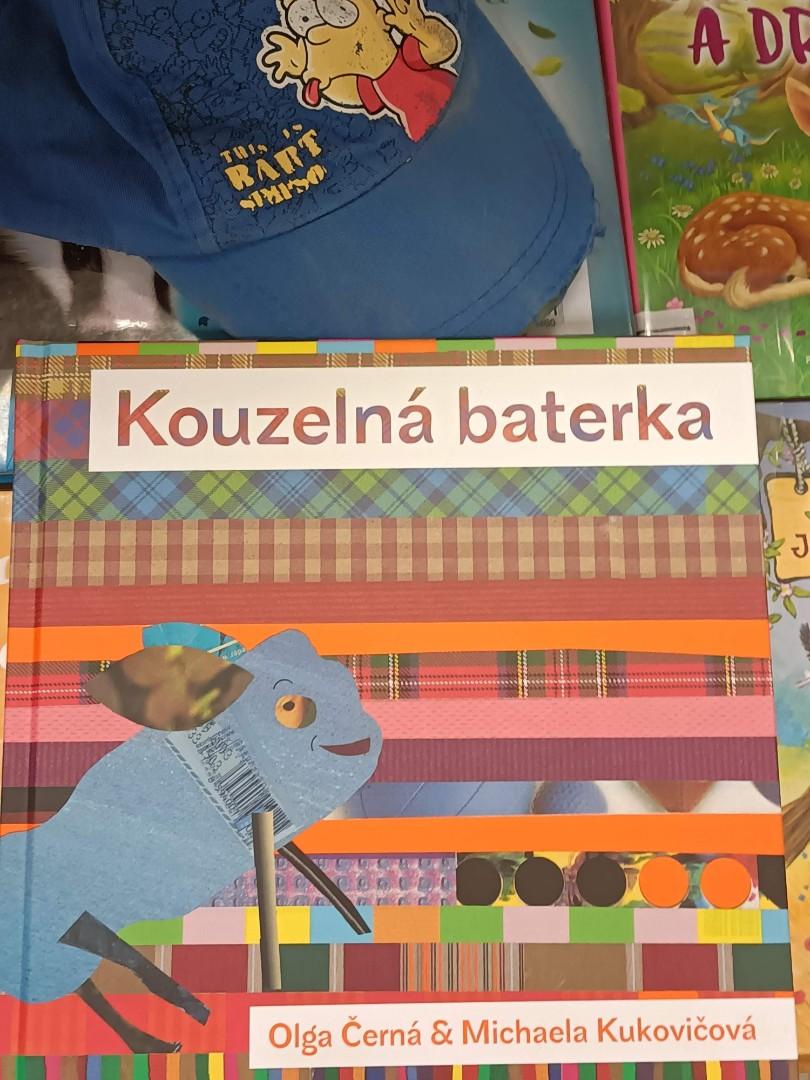 A DR
THIS IS
BART
SIMPSO
Kouzelná baterka
J
Olga Černá & Michaela Kukovičová